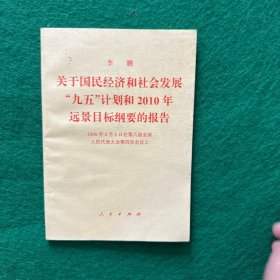 李 鹏
关于国民经济和社会发展
“九五”计划和2010年
远景目标纲要的报告
1996年3月5日在第八届全国
人民代表大会第四次会议上
人民出版社